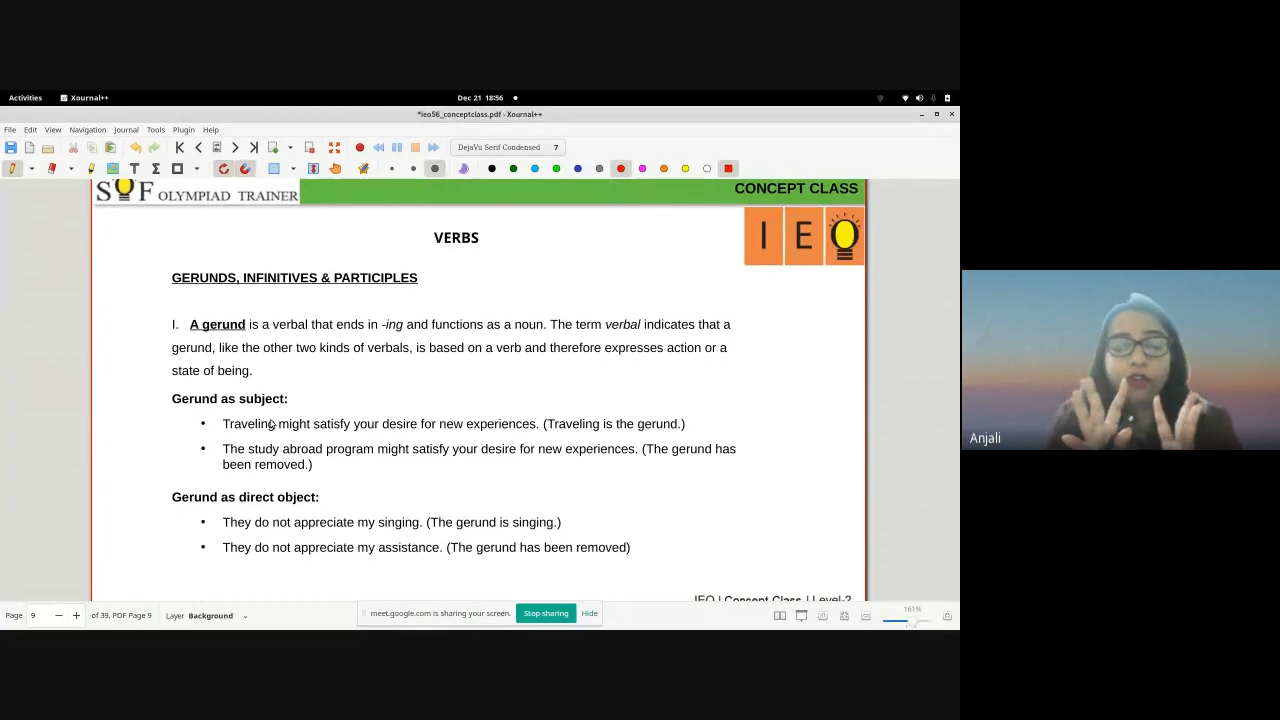 Activities Xournal++ Dec 21 18:56
*ieo56_conceptclass.pdf - Xournal++
File Edit View Navigation Journal Tools Plugin Help
DejaVu Serif Condensed 7
S F OLYMPIAD TRAINER CONCEPT CLASS
I E
VERBS
GERUNDS, INFINITIVES & PARTICIPLES
I. A gerund is a verbal that ends in -ing and functions as a noun. The term verbal indicates that a
gerund, like the other two kinds of verbals, is based on a verb and therefore expresses action or a
state of being.
Gerund as subject:
• Traveling might satisfy your desire for new experiences. (Traveling is the gerund.)
• The study abroad program might satisfy your desire for new experiences. (The gerund has
been removed.)
Gerund as direct object:
• They do not appreciate my singing. (The gerund is singing.)
• They do not appreciate my assistance. (The gerund has been removed)
IEO | Concept Class | Level-2
Page 9 of 39, PDF Page 9 Layer Background
meet.google.com is sharing your screen. Stop sharing Hide
161%
Anjali